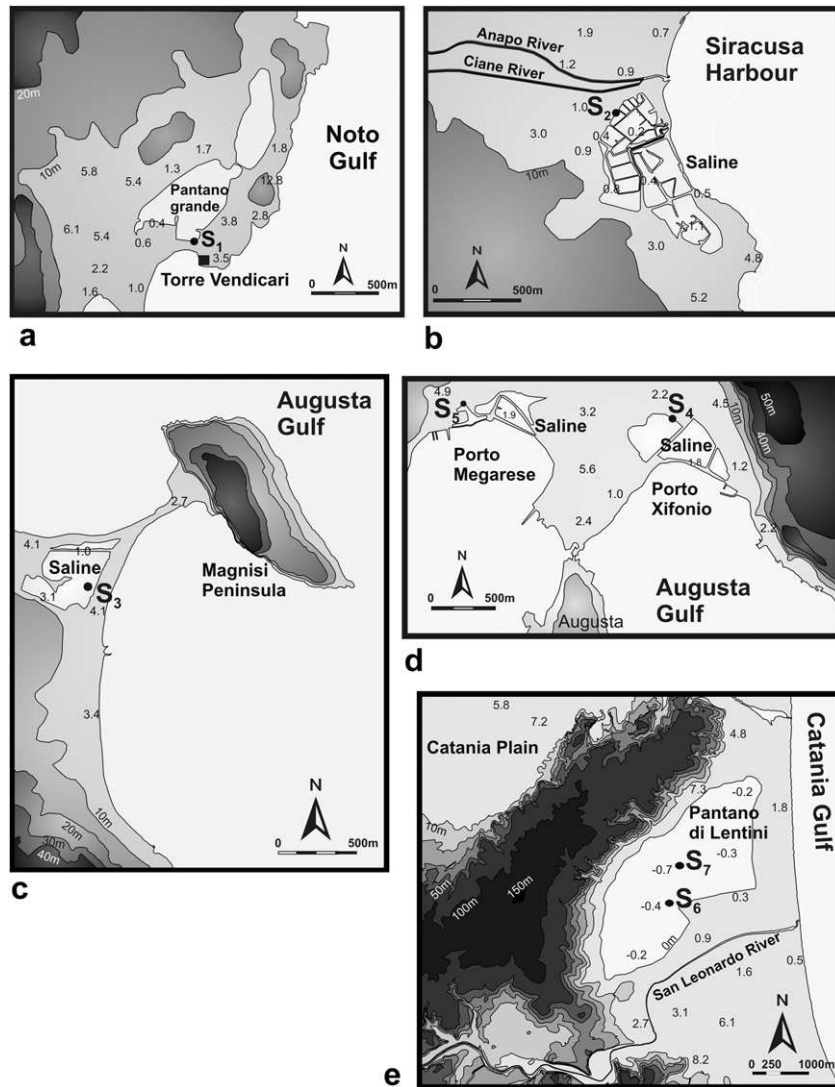 20m
1.7
1.8
Noto
Gulf
10m
5.8
5.4
1.3
12.8
Pantano
grande
6.1
5.4
0.4
0.6
3.8
2.8
S1
2.2
3.5
Torre Vendicari
1.6
1.0
N
0
500m
a
1.9
0.7
Anapo River
1.2
Ciane River
0.9
Siracusa
Harbour
1.0
S2
3.0
0.4
0.2
0.9
Saline
10m
0.8
0.4
0.5
3.0
4.8
5.2
N
0
500m
b
Augusta
Gulf
2.7
4.1
1.0
Saline
3.1
S3
4.1
Magnisi
Peninsula
3.4
10m
20m
30m
40m
N
0
500m
c
4.9
S5
1.9
Saline
3.2
2.2
S4
4.5
10m
50m
40m
Saline
1.8
1.2
Porto
Megarese
5.6
1.0
Porto
Xifonio
2.4
2.2
N
0
500m
Augusta
Augusta
Gulf
d
5.8
7.2
Catania Plain
4.8
Catania Gulf
10m
7.3
-0.2
1.8
Pantano
di Lentini
50m
100m
150m
-0.3
-0.7
S7
-0.4
S6
0.3
0m
0.9
-0.2
San Leonardo River
0.5
1.6
2.7
3.1
6.1
8.2
N
0 250 1000m
e